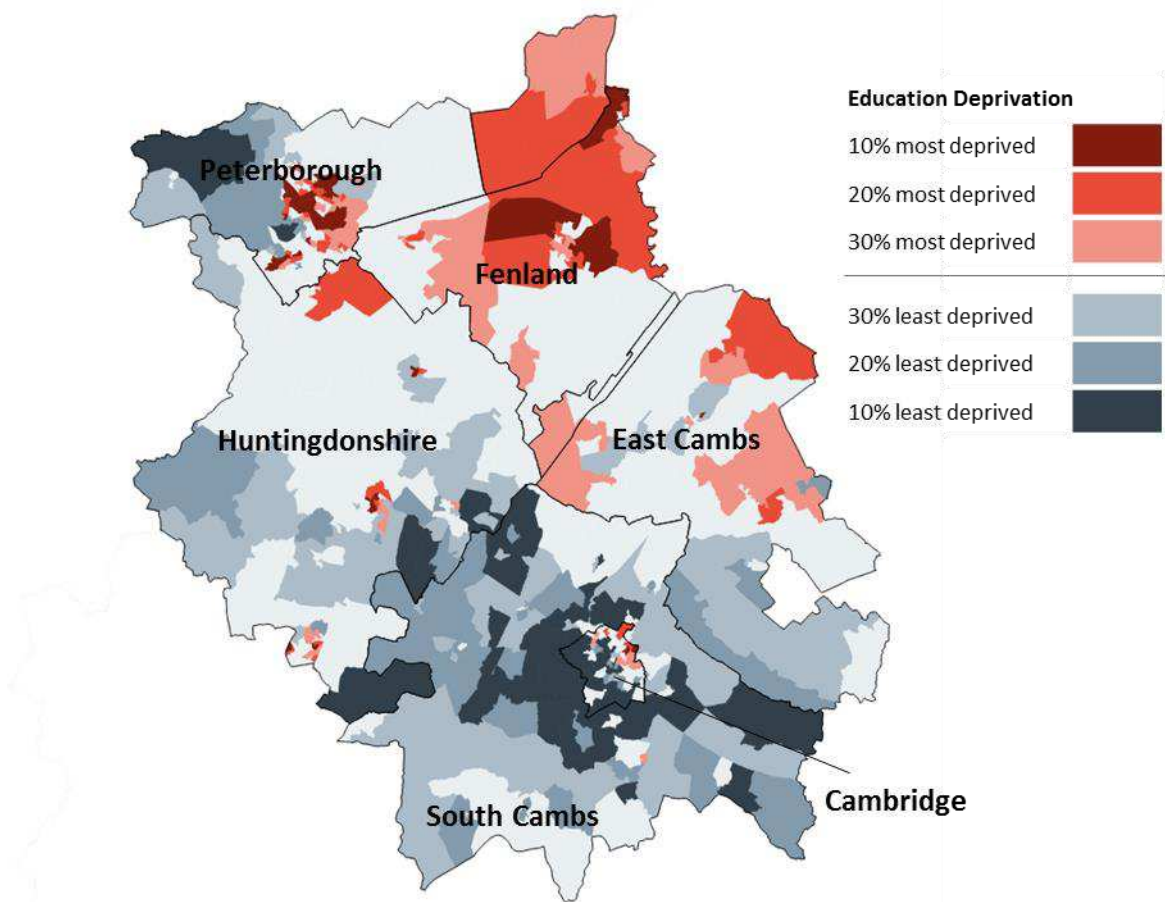 Education Deprivation
10% most deprived
20% most deprived
30% most deprived
30% least deprived
20% least deprived
10% least deprived
Peterborough
Fenland
Huntingdonshire
East Cambs
Cambridge
South Cambs